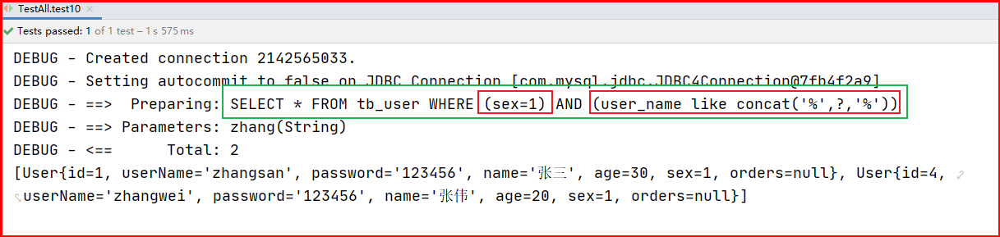 TestAll.test10 ×
Tests passed: 1 of 1 test – 1 s 575 ms
DEBUG - Created connection 2142565033.
DEBUG - Setting autocommit to false on JDBC Connection [com.mysql.jdbc.JDBC4Connection@7fb4f2a9]
DEBUG - ==>  Preparing: SELECT * FROM tb_user WHERE (sex=1) AND (user_name like concat('%',?,'%'))
DEBUG - ==> Parameters: zhang(String)
DEBUG - <==      Total: 2
[User{id=1, userName='zhangsan', password='123456', name='张三', age=30, sex=1, orders=null}, User{id=4,
userName='zhangwei', password='123456', name='张伟', age=20, sex=1, orders=null}]